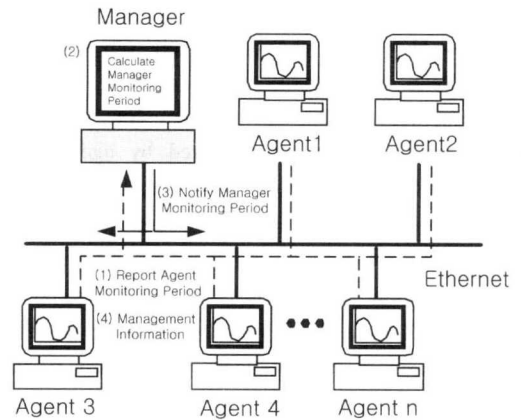 Manager
(2)
Calculate
Manager
Monitoring
Period
Agent1
Agent2
(3) Notify Manager
Monitoring Period
Ethernet
(1) Report Agent
Monitoring Period
(4) Management
Information
Agent 3
Agent 4
Agent n